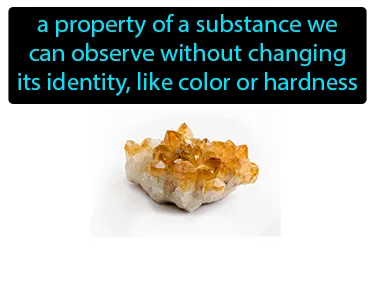 a property of a substance we
can observe without changing
its identity, like color or hardness